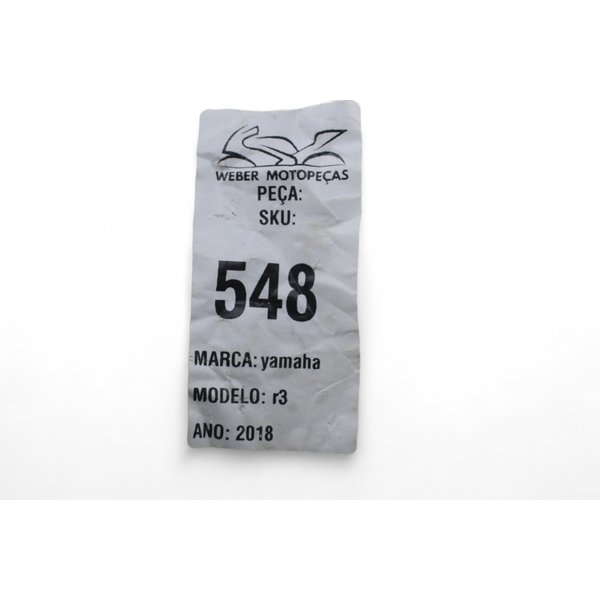 WEBER MOTOPEÇAS
PEÇA:
SKU:
548
MARCA: yamaha
MODELO: r3
ANO: 2018